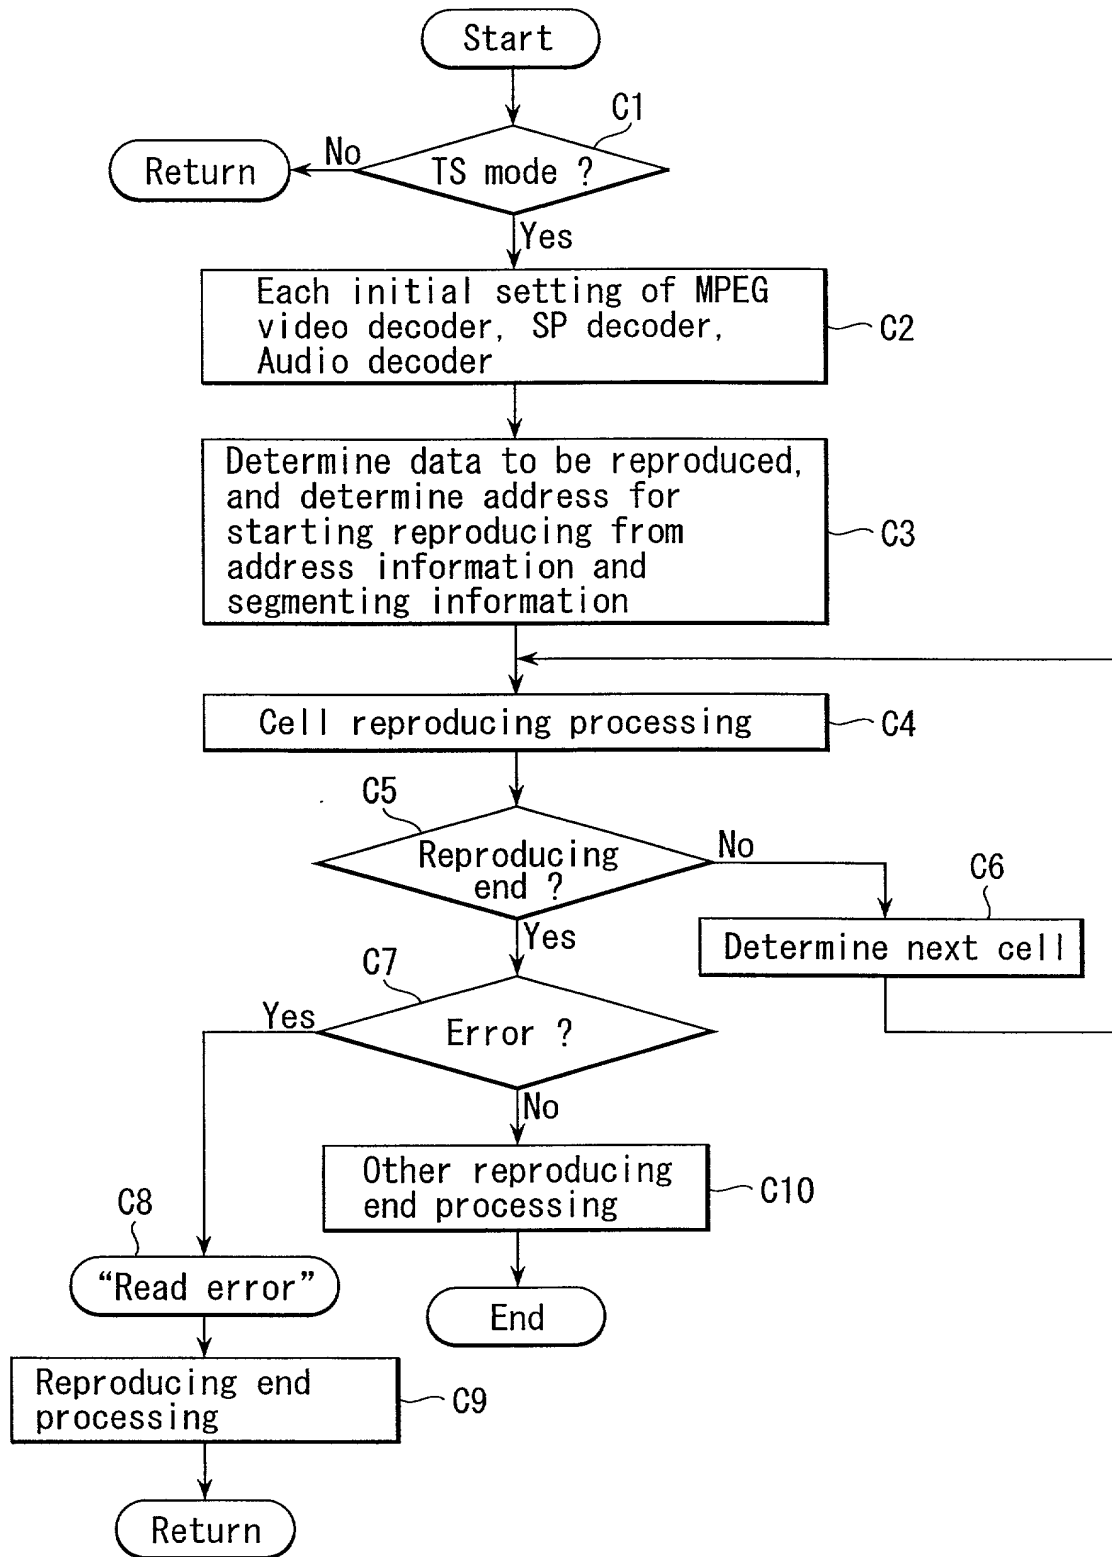 Start
C1
No
Return
TS mode ?
Yes
Each initial setting of MPEG
video decoder, SP decoder,
Audio decoder
C2
Determine data to be reproduced,
and determine address for
starting reproducing from
address information and
segmenting information
C3
Cell reproducing processing
C4
C5
Reproducing
end ?
No
C6
Yes
Determine next cell
C7
Yes
Error ?
No
Other reproducing
end processing
C10
C8
“Read error”
End
Reproducing end
processing
C9
Return